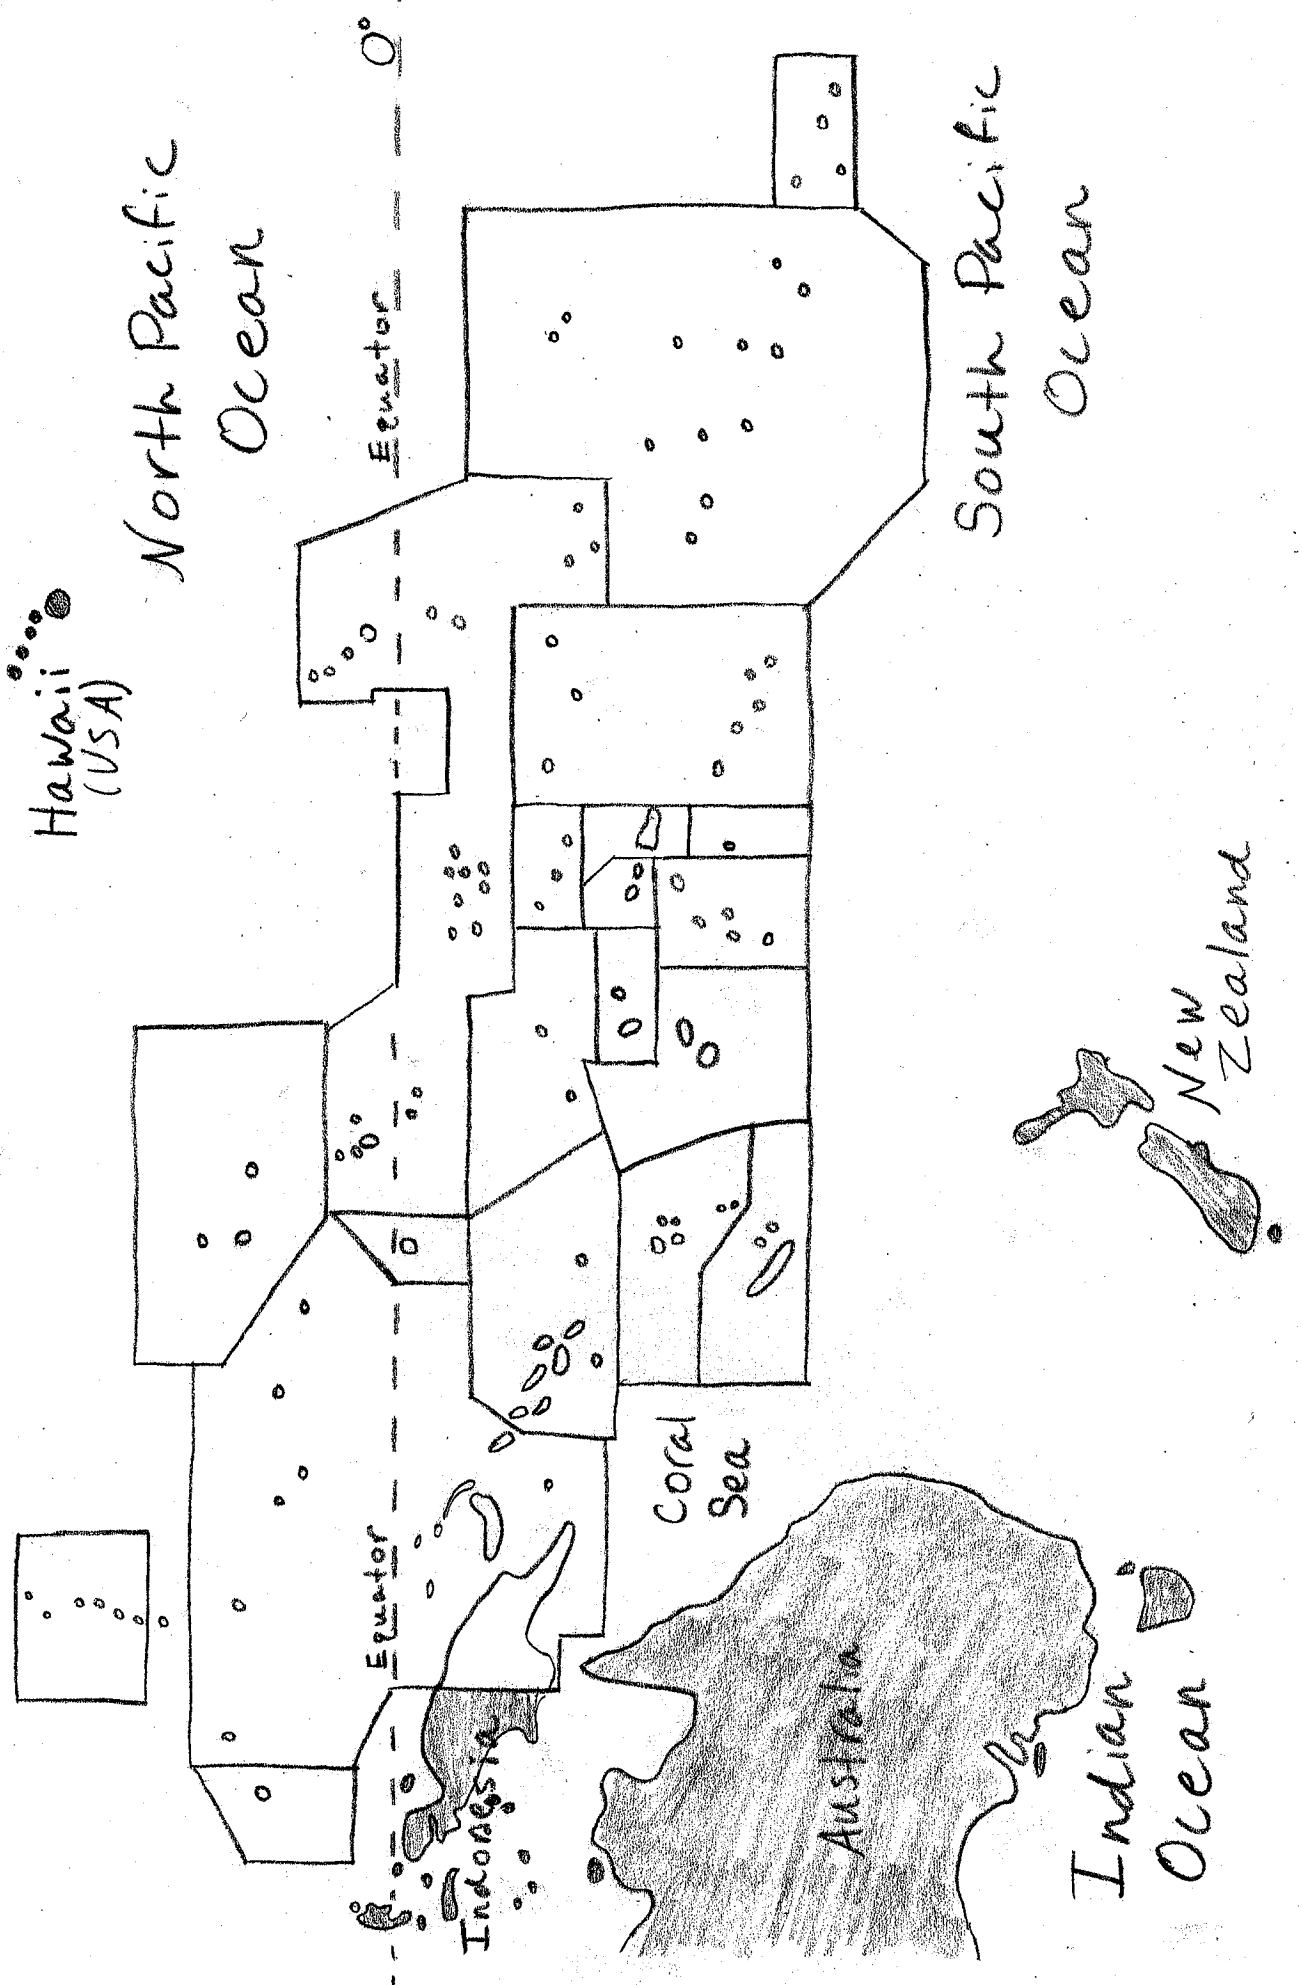 Hawaii
(USA)
North Pacific
Ocean
Equator
0°
Equator
Indonesia
Coral
Sea
South Pacific
Ocean
Australia
Indian
Ocean
New
Zealand